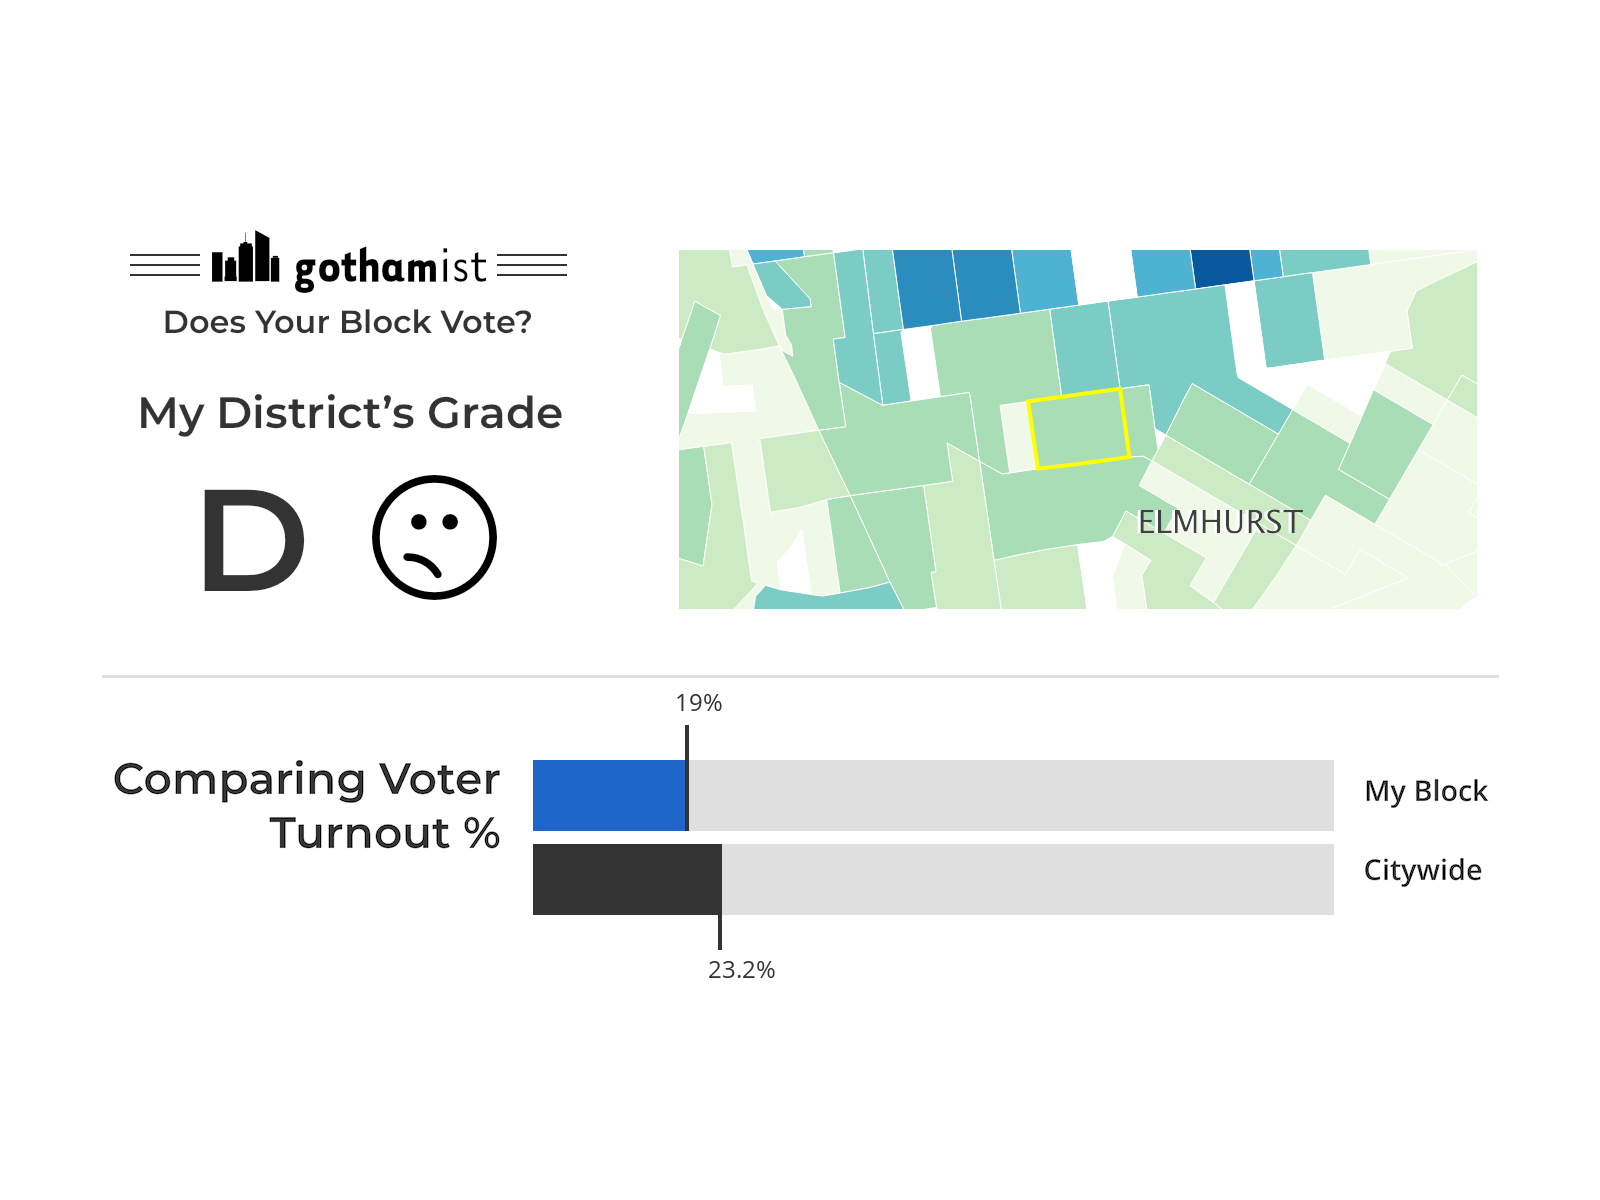 gothamist
Does Your Block Vote?
My District’s Grade
D
ELMHURST
19%
Comparing Voter
Turnout %
My Block
Citywide
23.2%